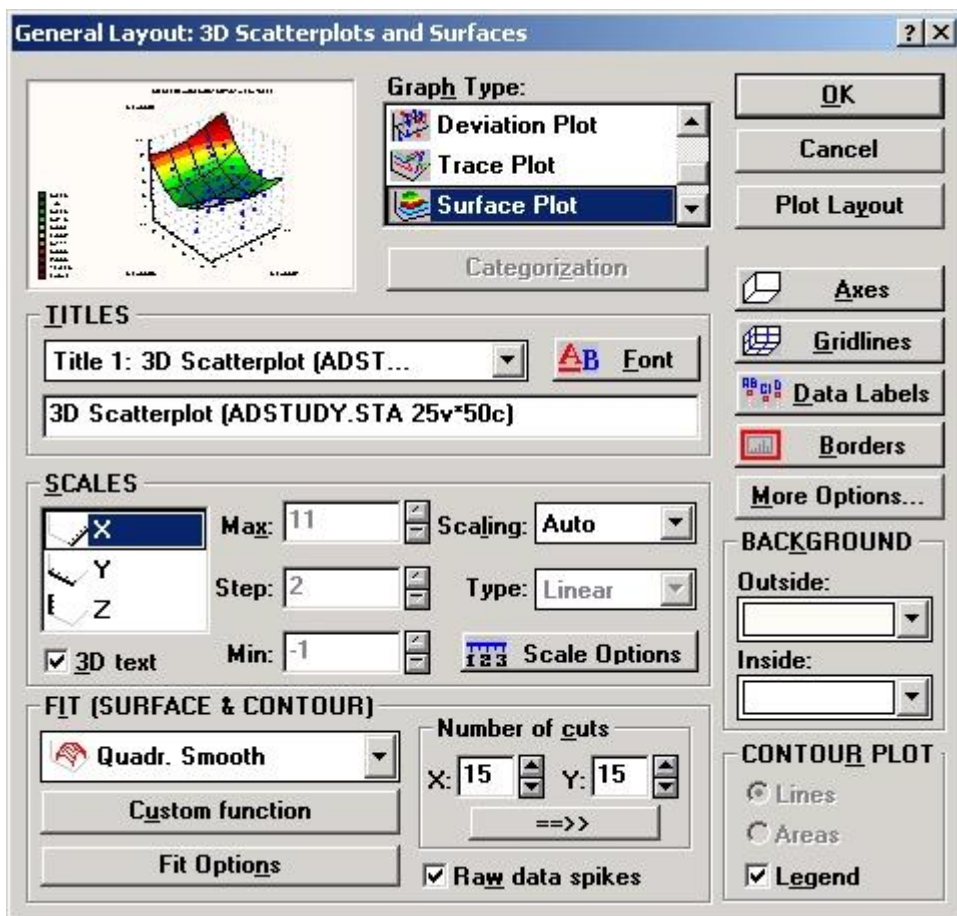 General Layout: 3D Scatterplots and Surfaces
Graph Type:
Deviation Plot
Trace Plot
Surface Plot
Categorization
OK
Cancel
Plot Layout
TITLES
Title 1: 3D Scatterplot (ADST...
AB Font
3D Scatterplot (ADSTUDY.STA 25v*50c)
Axes
Gridlines
Data Labels
Borders
More Options...
SCALES
X
Y
Z
3D text
Max: 11
Step: 2
Min: -1
Scaling: Auto
Type: Linear
123 Scale Options
BACKGROUND
Outside:
Inside:
FIT (SURFACE & CONTOUR)
Quadr. Smooth
Custom function
Fit Options
Number of cuts
X: 15 Y: 15
==>>
Raw data spikes
CONTOUR PLOT
Lines
Areas
Legend